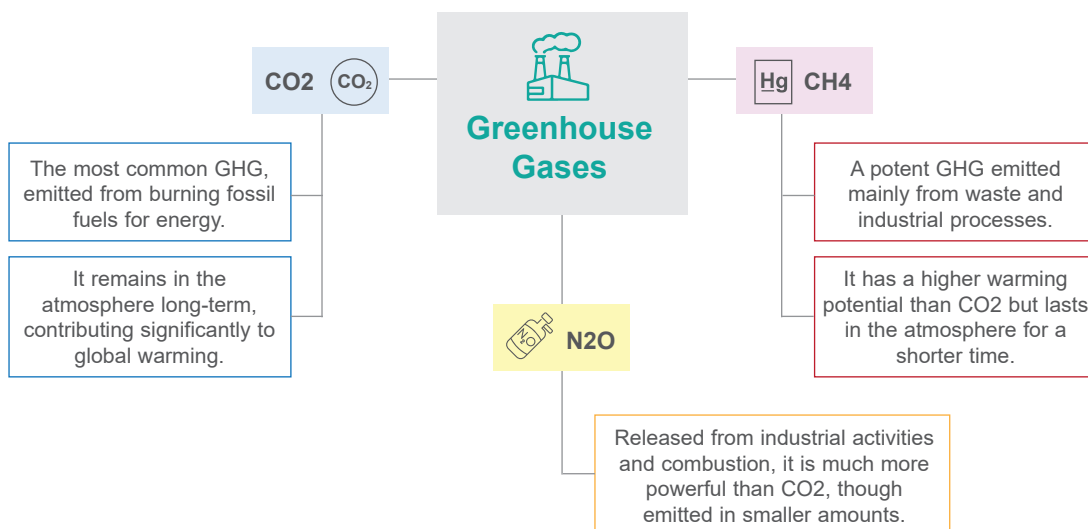 CO2
CO₂
Greenhouse
Gases
Hg
CH4
The most common GHG,
emitted from burning fossil
fuels for energy.
It remains in the
atmosphere long-term,
contributing significantly to
global warming.
A potent GHG emitted
mainly from waste and
industrial processes.
It has a higher warming
potential than CO2 but lasts
in the atmosphere for a
shorter time.
N2O
Released from industrial activities
and combustion, it is much more
powerful than CO2, though
emitted in smaller amounts.